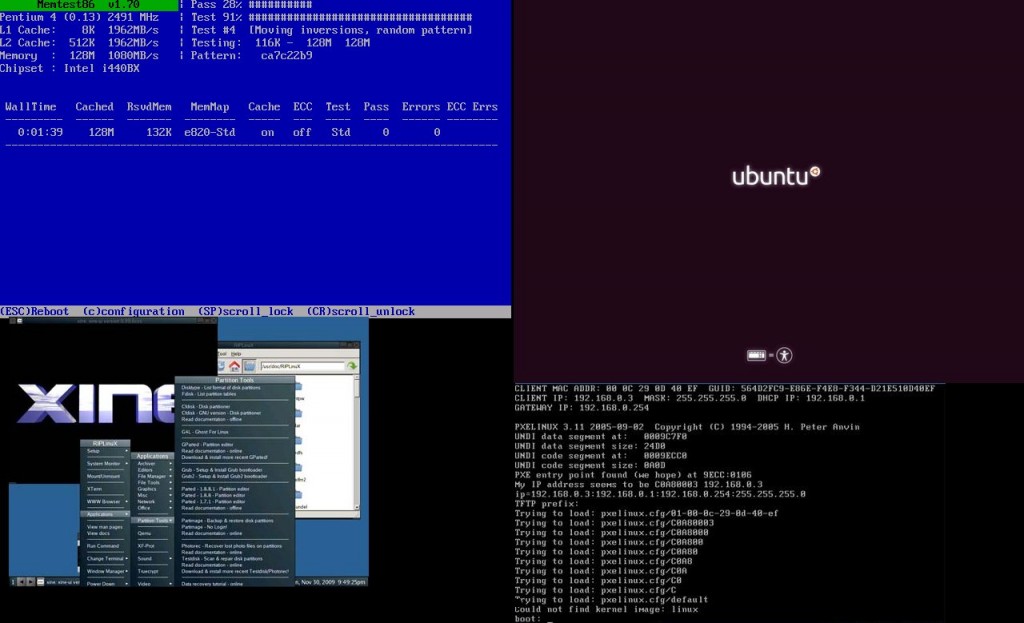 Memtest86 v1.70 | Pass 28% ##########
Pentium 4 (0.13) 2491 MHz | Test 91% ###################################
L1 Cache: 8K 1962MB/s | Test #4 [Moving inversions, random pattern]
L2 Cache: 512K 1962MB/s | Testing: 116K - 128M 128M
Memory : 128M 1080MB/s | Pattern: ca7c22b9
Chipset : Intel i440BX
WallTime Cached RsvdMem MemMap Cache ECC Test Pass Errors ECC Errs
0:01:39 128M 132K e820-Std on off Std 0 0
(ESC)Reboot (c)configuration (SP)scroll_lock (CR)scroll_unlock
ubuntu
xine
RIPLinuX
Help
/usr/doc/RIPLinuX
Partition Tools
Disktype - List format of disk partitions
Fdisk - List partition tables
Cfdisk - Disk partitioner
Cfdisk - GNU version - Disk partitioner
Read documentation - offline
G4L - Ghost For Linux
GParted - Partition editor
Read documentation - online
Download & install more recent GParted!
Grub - Setup & Install Grub bootloader
Grub2 - Setup & Install Grub2 bootloader
Parted - 1.8.8.1 - Partition editor
Parted - 1.8.8 - Partition editor
Parted - 1.7.1 - Partition editor
Read documentation - offline
Partimage - Backup & restore disk partitions
Partimage - No Login!
Read documentation - online
Photorec - Recover lost photo files on partitions
Read documentation - online
Testdisk - Scan & repair disk partitions
Read documentation - online
Download & install more recent Testdisk/Photorec!
Data recovery tutorial - online
RIPLinuX
Setup
System Monitor
Mount/unmount
XTerm
WWW Browser
Applications
View man pages
View docs
Run Command
Change Terminal
Window Manager
Power Down
Applications
Archiver
Editors
File Manager
File Tools
Graphics
Misc
Network
Office
Partition Tools
Qemu
XF-Prot
Sound
Truecrypt
Video
Nov 30, 2009 9:49:25pm
CLIENT MAC ADDR: 00 0C 29 0D 40 EF GUID: 564D2FC9-E86E-F4E8-F344-D21E510D40EF
CLIENT IP: 192.168.0.3 MASK: 255.255.255.0 DHCP IP: 192.168.0.1
GATEWAY IP: 192.168.0.254
PXELINUX 3.11 2005-09-02 Copyright (C) 1994-2005 H. Peter Anvin
UNDI data segment at: 0009C7F0
UNDI data segment size: 24D0
UNDI code segment at: 0009ECC0
UNDI code segment size: 0A0D
PXE entry point found (we hope) at 9ECC:0106
My IP address seems to be C0A80003 192.168.0.3
ip=192.168.0.3:192.168.0.1:192.168.0.254:255.255.255.0
TFTP prefix:
Trying to load: pxelinux.cfg/01-00-0c-29-0d-40-ef
Trying to load: pxelinux.cfg/C0A80003
Trying to load: pxelinux.cfg/C0A8000
Trying to load: pxelinux.cfg/C0A800
Trying to load: pxelinux.cfg/C0A80
Trying to load: pxelinux.cfg/C0A8
Trying to load: pxelinux.cfg/C0A
Trying to load: pxelinux.cfg/C0
Trying to load: pxelinux.cfg/C
Trying to load: pxelinux.cfg/default
Could not find kernel image: linux
boot: _